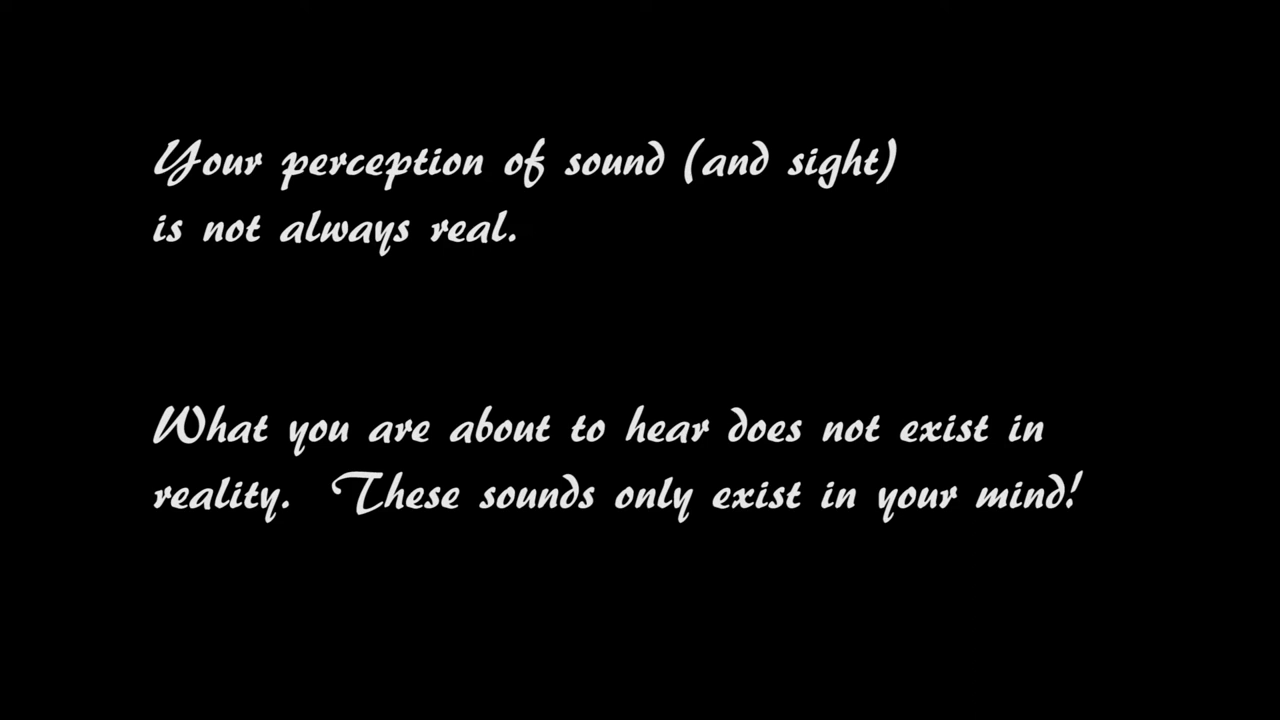 Your perception of sound (and sight)
is not always real.
What you are about to hear does not exist in
reality. These sounds only exist in your mind!